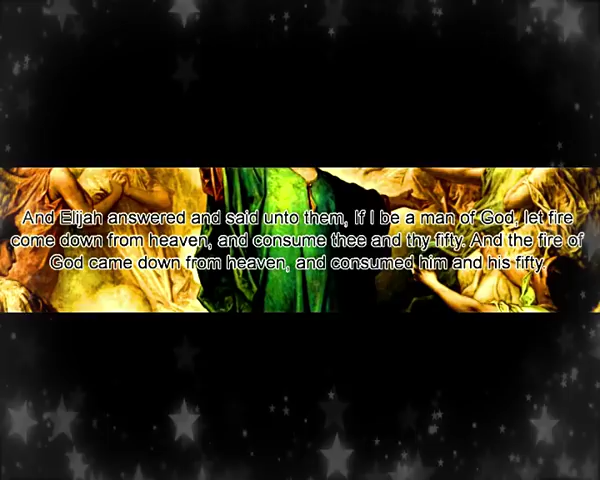 And Elijah answered and said unto them, If I be a man of God, let fire
come down from heaven, and consume thee and thy fifty. And the fire of
God came down from heaven, and consumed him and his fifty.